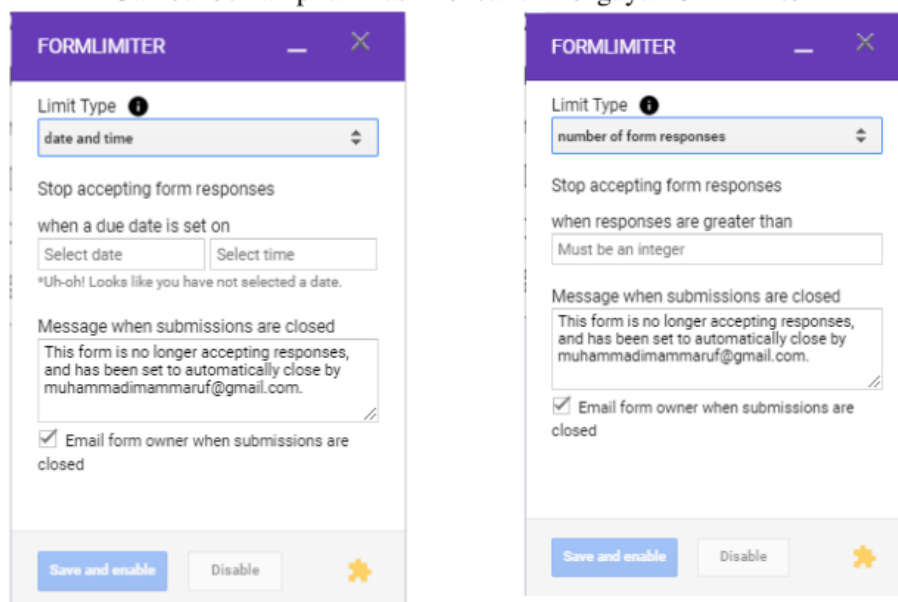 FORMLIMITER
Limit Type
date and time
Stop accepting form responses
when a due date is set on
Select date Select time
*Uh-oh! Looks like you have not selected a date.
Message when submissions are closed
This form is no longer accepting responses,
and has been set to automatically close by
muhammadimammaruf@gmail.com.
Email form owner when submissions are
closed
Save and enable Disable
FORMLIMITER
Limit Type
number of form responses
Stop accepting form responses
when responses are greater than
Must be an integer
Message when submissions are closed
This form is no longer accepting responses,
and has been set to automatically close by
muhammadimammaruf@gmail.com.
Email form owner when submissions are
closed
Save and enable Disable